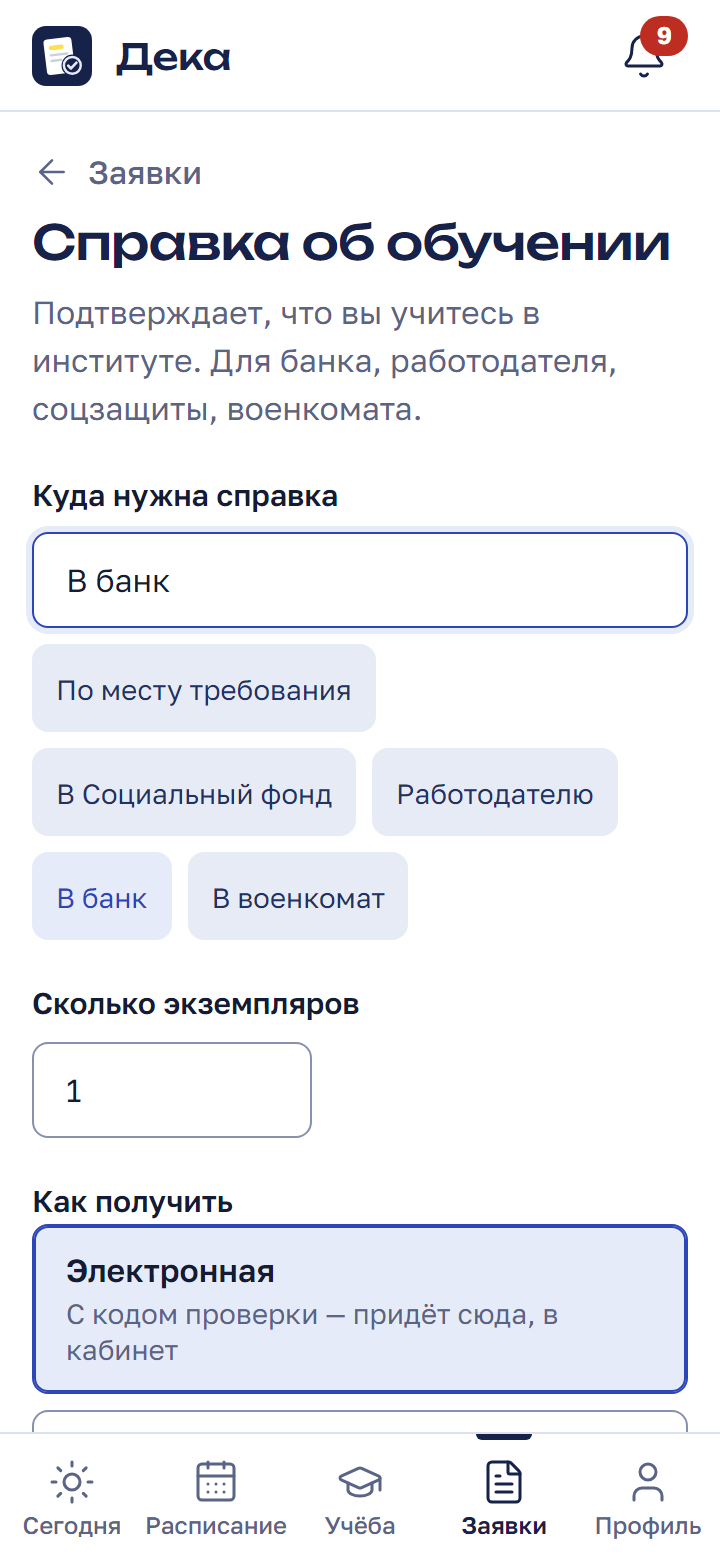 Дека
9
Заявки
Справка об обучении
Подтверждает, что вы учитесь в
институте. Для банка, работодателя,
соцзащиты, военкомата.
Куда нужна справка
В банк
По месту требования
В Социальный фонд
Работодателю
В банк
В военкомат
Сколько экземпляров
1
Как получить
Электронная
С кодом проверки — придёт сюда, в
кабинет
Сегодня
Расписание
Учёба
Заявки
Профиль